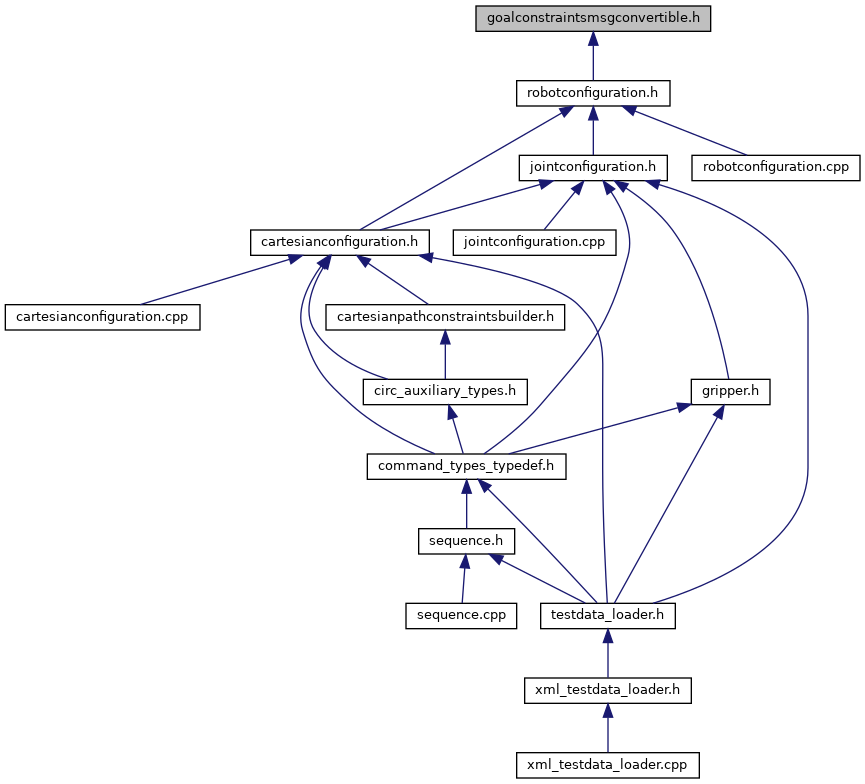 goalconstraintsmsgconvertible.h
robotconfiguration.h
jointconfiguration.h
robotconfiguration.cpp
cartesianconfiguration.h
jointconfiguration.cpp
cartesianconfiguration.cpp
cartesianpathconstraintsbuilder.h
circ_auxiliary_types.h
gripper.h
command_types_typedef.h
sequence.h
sequence.cpp
testdata_loader.h
xml_testdata_loader.h
xml_testdata_loader.cpp